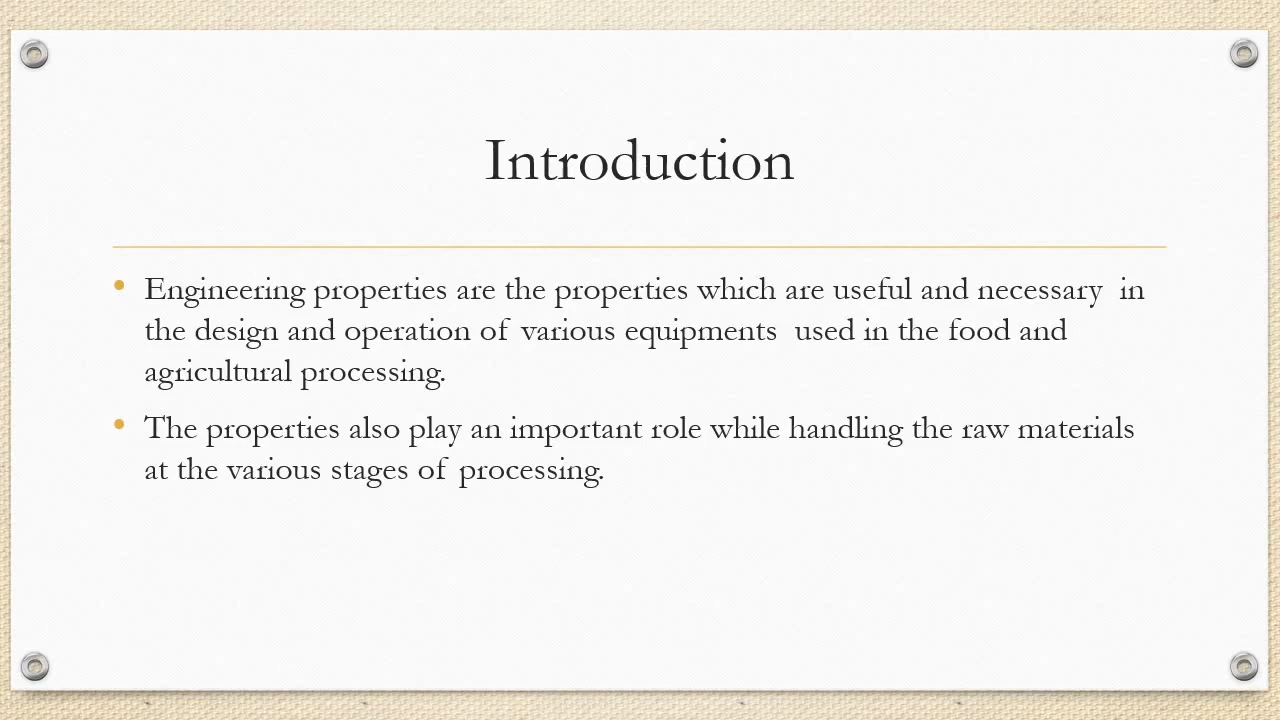 Introduction
• Engineering properties are the properties which are useful and necessary  in
the design and operation of various equipments  used in the food and
agricultural processing.
• The properties also play an important role while handling the raw materials
at the various stages of processing.